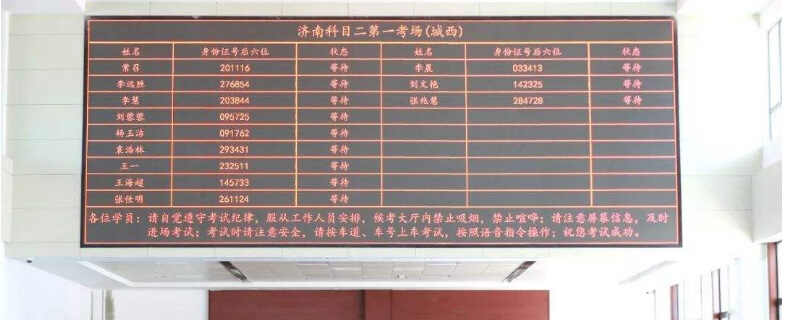 济南科目二第一考场(城西)
姓名 身份证号后六位 状态 姓名 身份证号后六位 状态
常召 201116 等待 李晨 033413 等待
李远胜 276854 等待 刘文艳 142325 等待
李慧 203844 等待 张兆慧 284728 等待
刘蓉蓉 095725 等待
杨玉洁 091762 等待
袁浩林 293431 等待
王一 232511 等待
王海超 145733 等待
张仕明 261124 等待
各位学员：请自觉遵守考试纪律，服从工作人员安排，候考大厅内禁止吸烟，禁止喧哗；请注意屏幕信息，及时
进场考试；考试时请注意安全，请按车道、车号上车考试，按照语音指令操作；祝您考试成功。